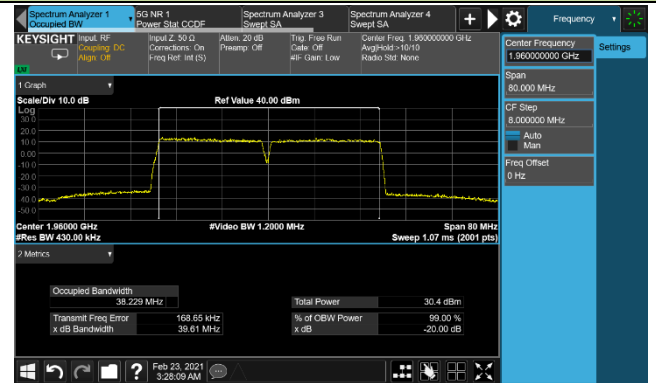 Spectrum Analyzer 1
Occupied BW
5G NR 1
Power Stat CCDF
Spectrum Analyzer 3
Swept SA
Spectrum Analyzer 4
Swept SA
Frequency
KEYSIGHT
Input: RF
Coupling: DC
Align: Off
Input Z: 50 Ω
Corrections: On
Freq Ref: Int (S)
Atten: 20 dB
Preamp: Off
Trig: Free Run
Gate: Off
#IF Gain: Low
Center Freq: 1.960000000 GHz
Avg|Hold:>10/10
Radio Std: None
Center Frequency
1.960000000 GHz
Settings
Span
80.000 MHz
CF Step
8.000000 MHz
Auto
Man
Freq Offset
0 Hz
1 Graph
Scale/Div 10.0 dB
Ref Value 40.00 dBm
Log
30.0
20.0
10.0
0.00
-10.0
-20.0
-30.0
-40.0
-50.0
Center 1.96000 GHz
#Video BW 1.2000 MHz
Span 80 MHz
#Res BW 430.00 kHz
Sweep 1.07 ms (2001 pts)
2 Metrics
Occupied Bandwidth
38.229 MHz
Total Power
30.4 dBm
Transmit Freq Error
168.65 kHz
% of OBW Power
99.00 %
x dB Bandwidth
39.61 MHz
x dB
-20.00 dB
Feb 23, 2021
3:28:09 AM